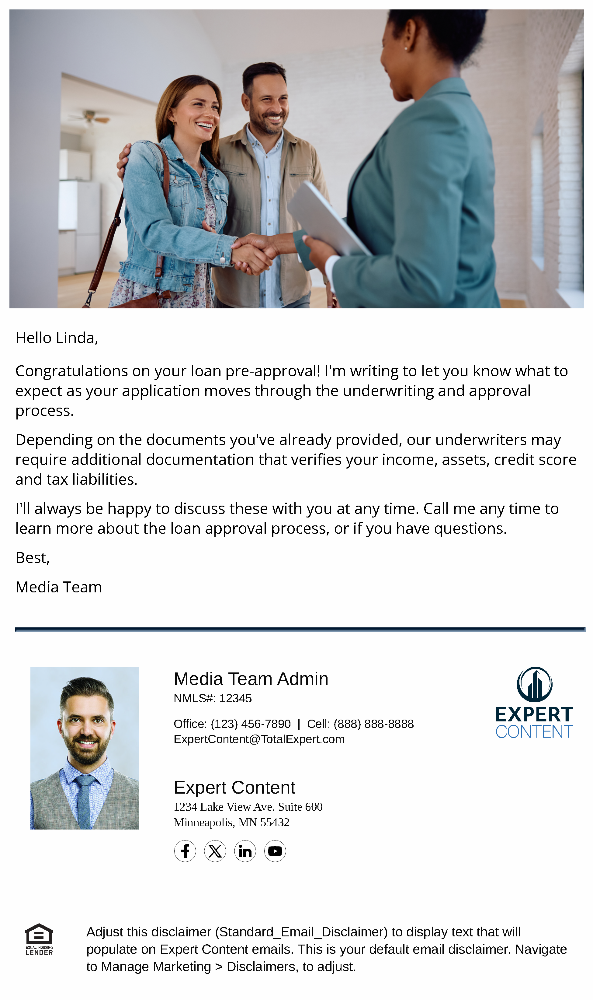 Hello Linda,
Congratulations on your loan pre-approval! I'm writing to let you know what to
expect as your application moves through the underwriting and approval
process.
Depending on the documents you've already provided, our underwriters may
require additional documentation that verifies your income, assets, credit score
and tax liabilities.
I'll always be happy to discuss these with you at any time. Call me any time to
learn more about the loan approval process, or if you have questions.
Best,
Media Team
Media Team Admin
NMLS#: 12345
Office: (123) 456-7890 | Cell: (888) 888-8888
ExpertContent@TotalExpert.com
EXPERT
CONTENT
Expert Content
1234 Lake View Ave. Suite 600
Minneapolis, MN 55432
EQUAL HOUSING
LENDER
Adjust this disclaimer (Standard_Email_Disclaimer) to display text that will
populate on Expert Content emails. This is your default email disclaimer. Navigate
to Manage Marketing > Disclaimers, to adjust.